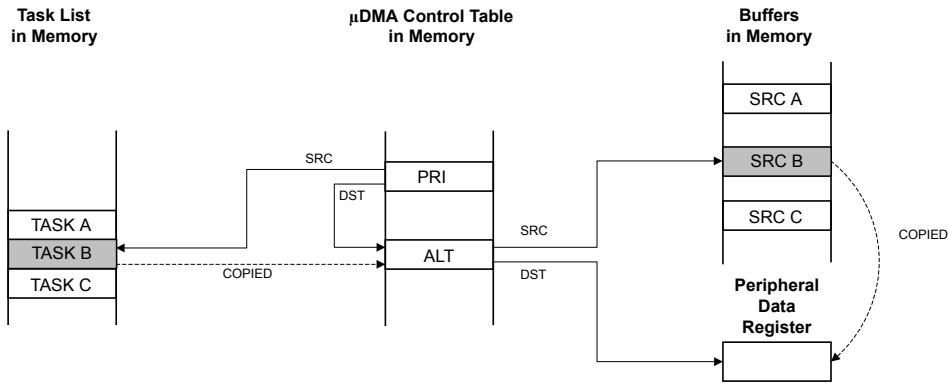 Task List
in Memory
µDMA Control Table
in Memory
Buffers
in Memory
SRC A
SRC
PRI
SRC B
DST
TASK A
SRC C
SRC
COPIED
TASK B
ALT
COPIED
DST
TASK C
Peripheral
Data
Register